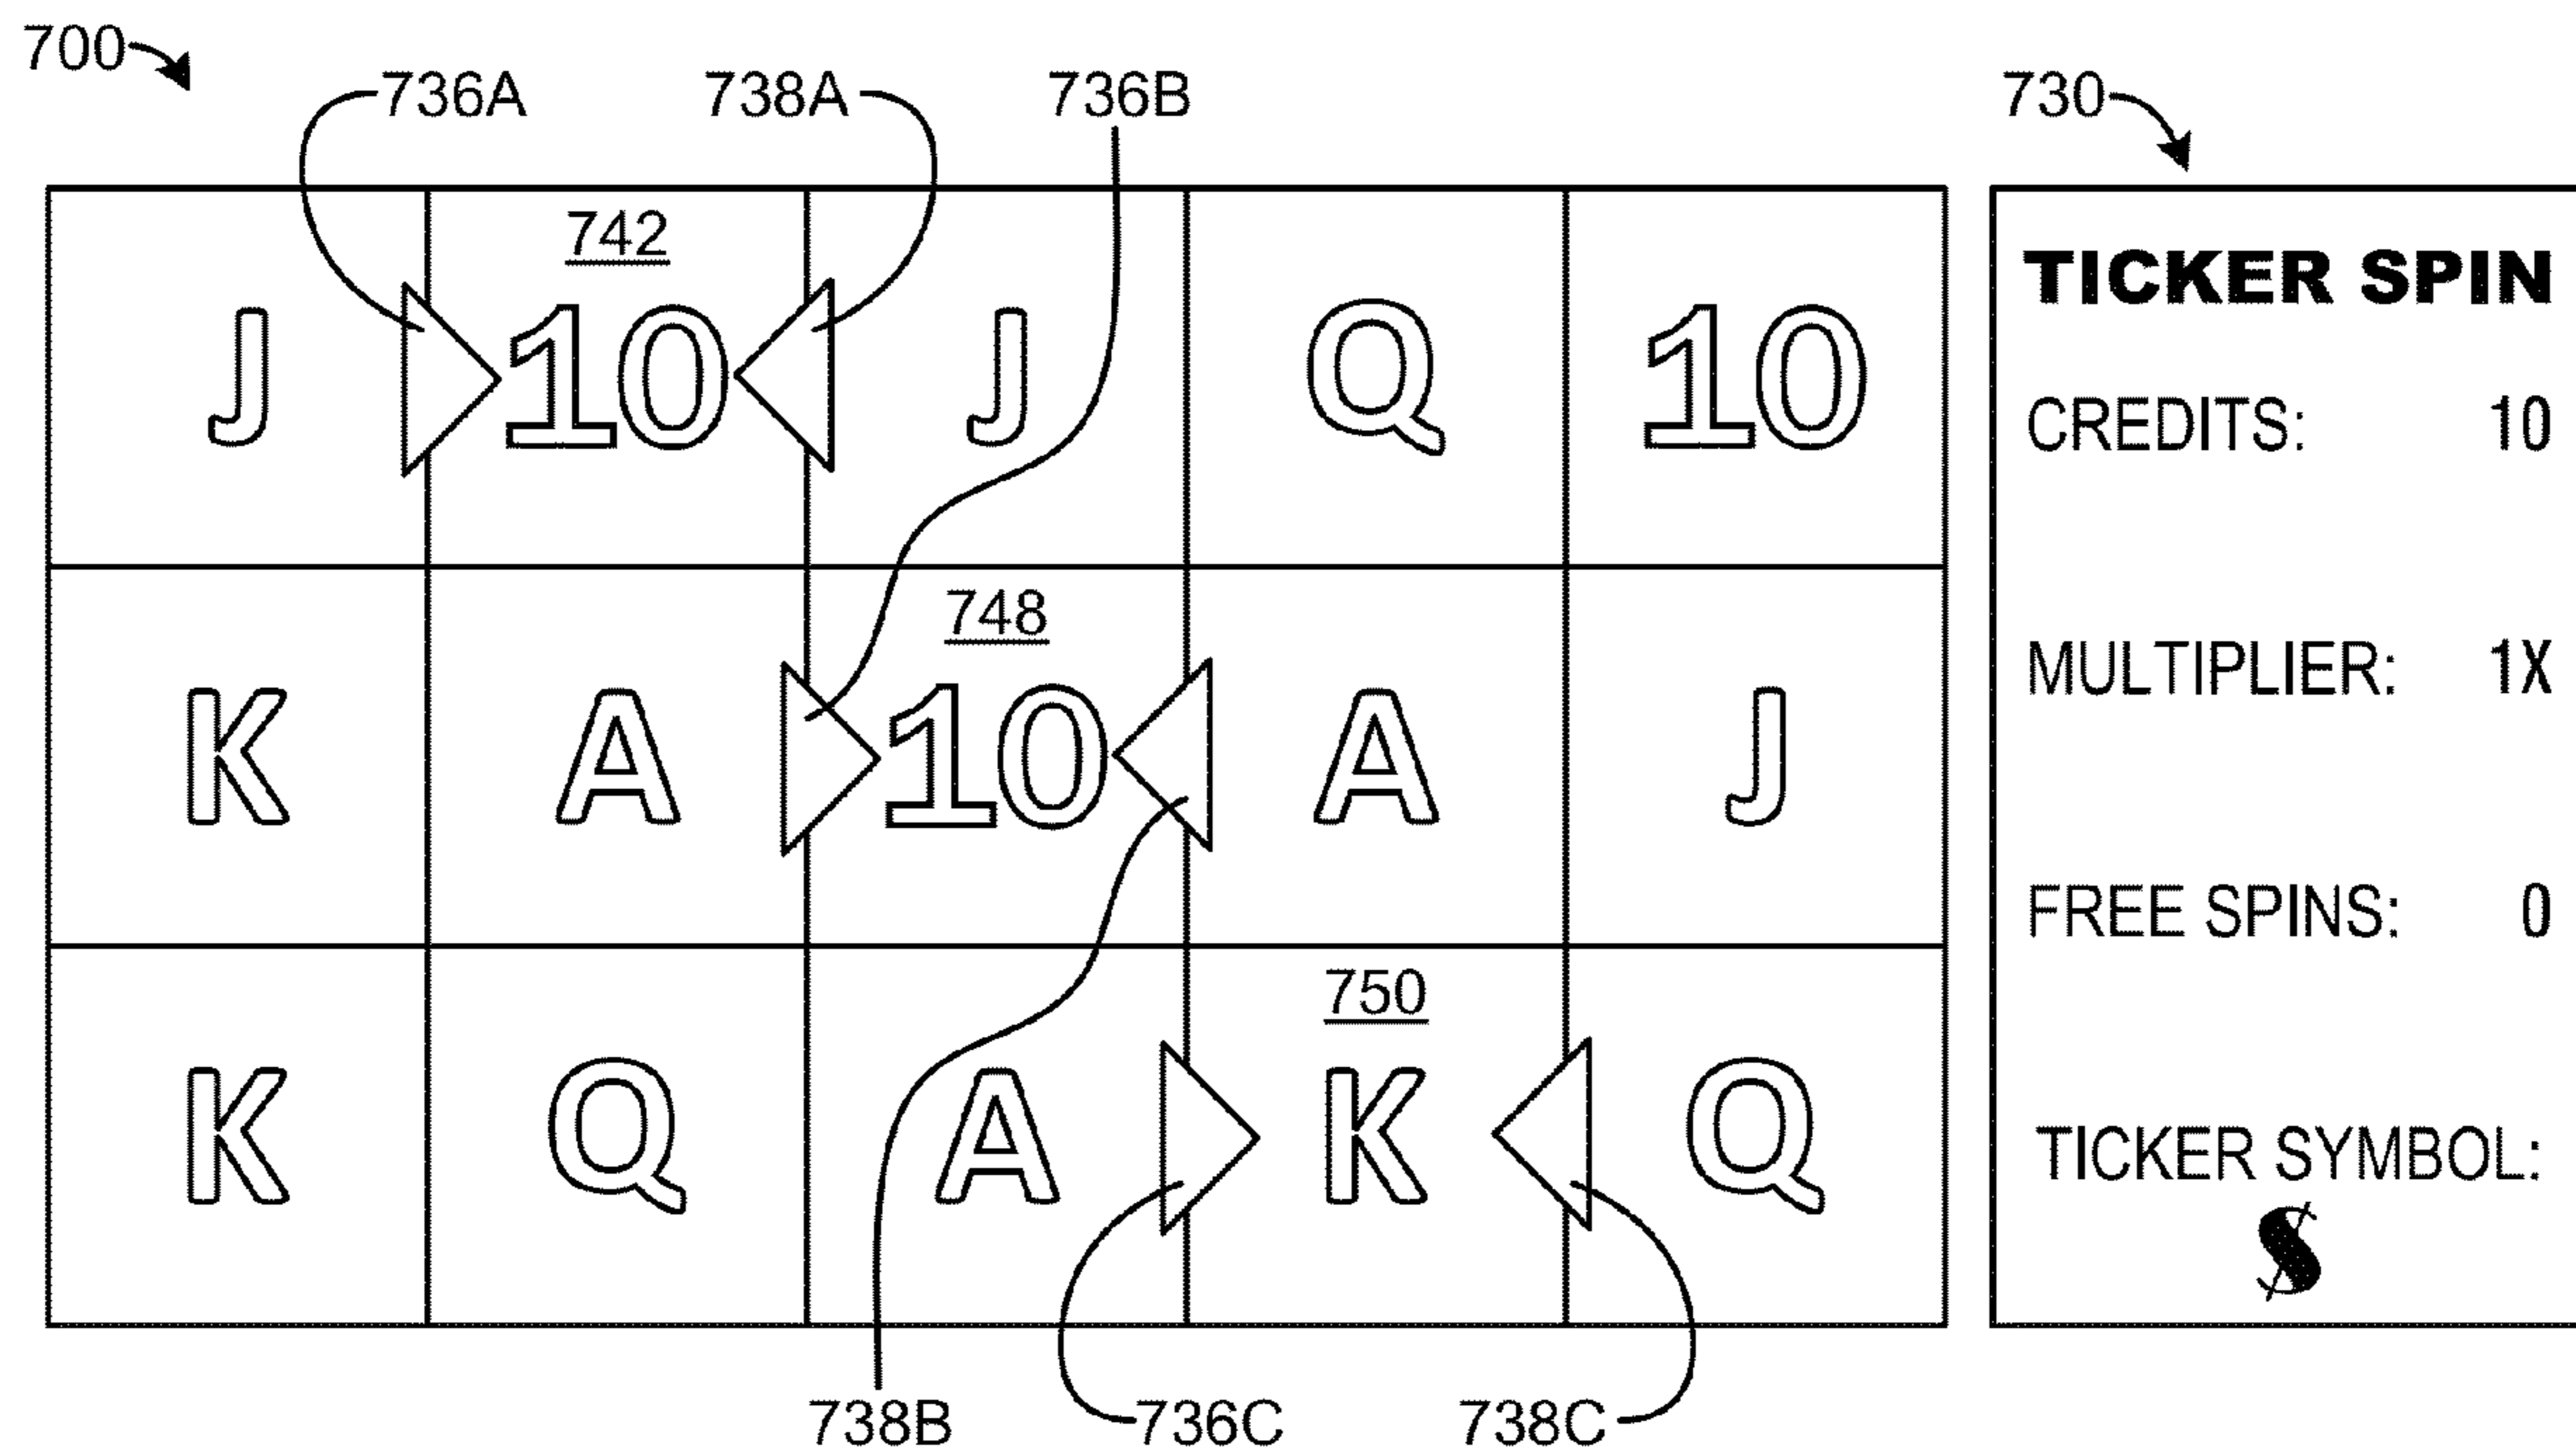 700
736A 738A 736B 730
742
J 10 J Q 10
748
K A 10 A J
750
K Q A K Q
738B 736C 738C
TICKER SPIN
CREDITS: 10
MULTIPLIER: 1X
FREE SPINS: 0
TICKER SYMBOL:
$